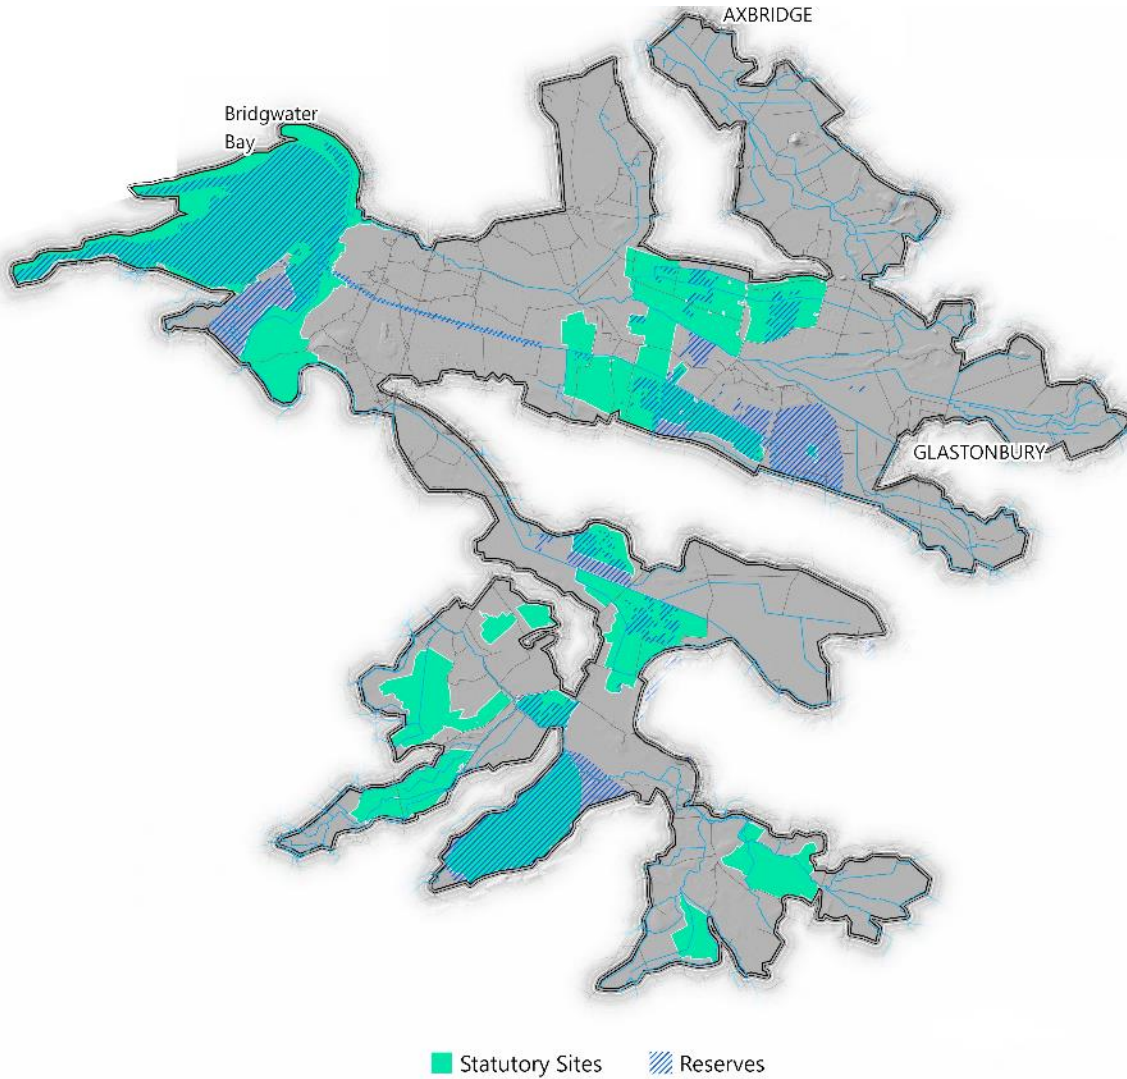 AXBRIDGE
Bridgwater
Bay
GLASTONBURY
Statutory Sites
Reserves